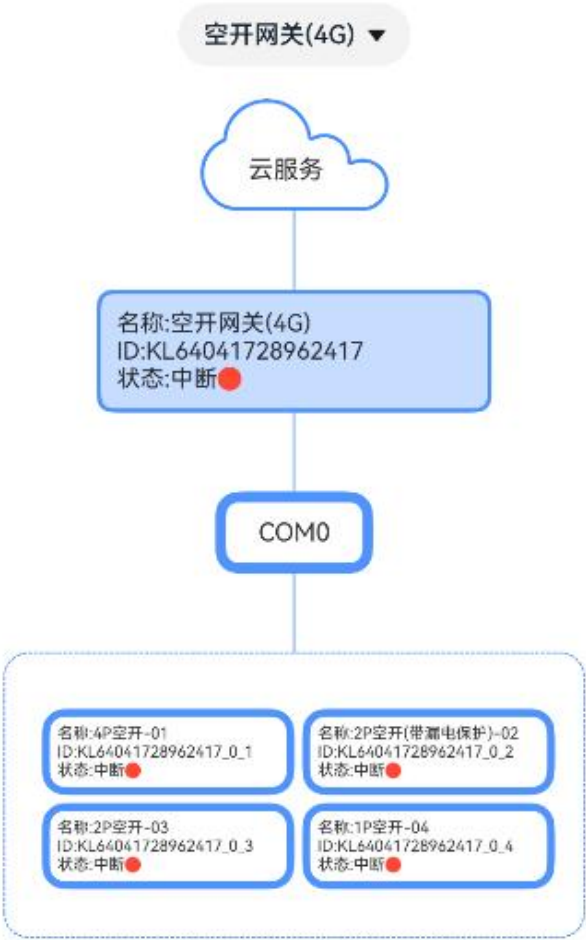 空开网关(4G)
云服务
名称:空开网关(4G)
ID:KL64041728962417
状态:中断
COM0
名称:4P空开-01
ID:KL64041728962417_0_1
状态:中断
名称:2P空开(带漏电保护)-02
ID:KL64041728962417_0_2
状态:中断
名称:2P空开-03
ID:KL64041728962417_0_3
状态:中断
名称:1P空开-04
ID:KL64041728962417_0_4
状态:中断